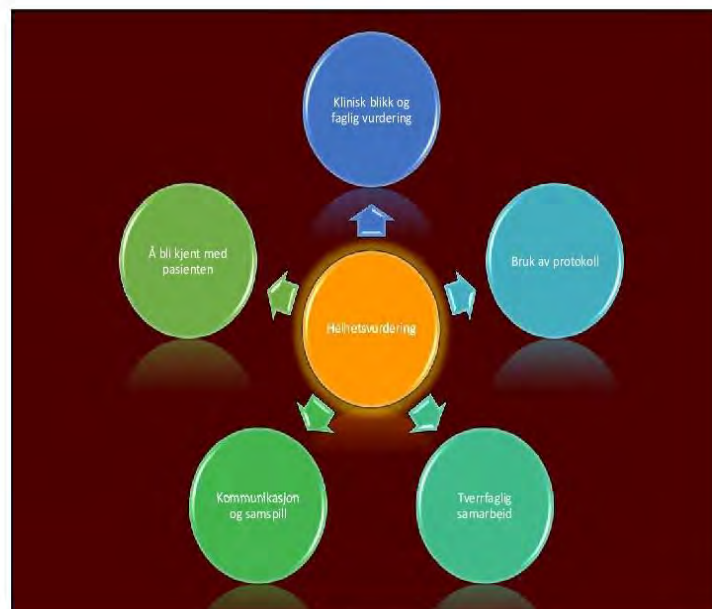 Klinisk blikk og
faglig vurdering
Å bli kjent med
pasienten
Bruk av protokoll
Helhetsvurdering
Kommunikasjon
og samspill
Tverrfaglig
samarbeid